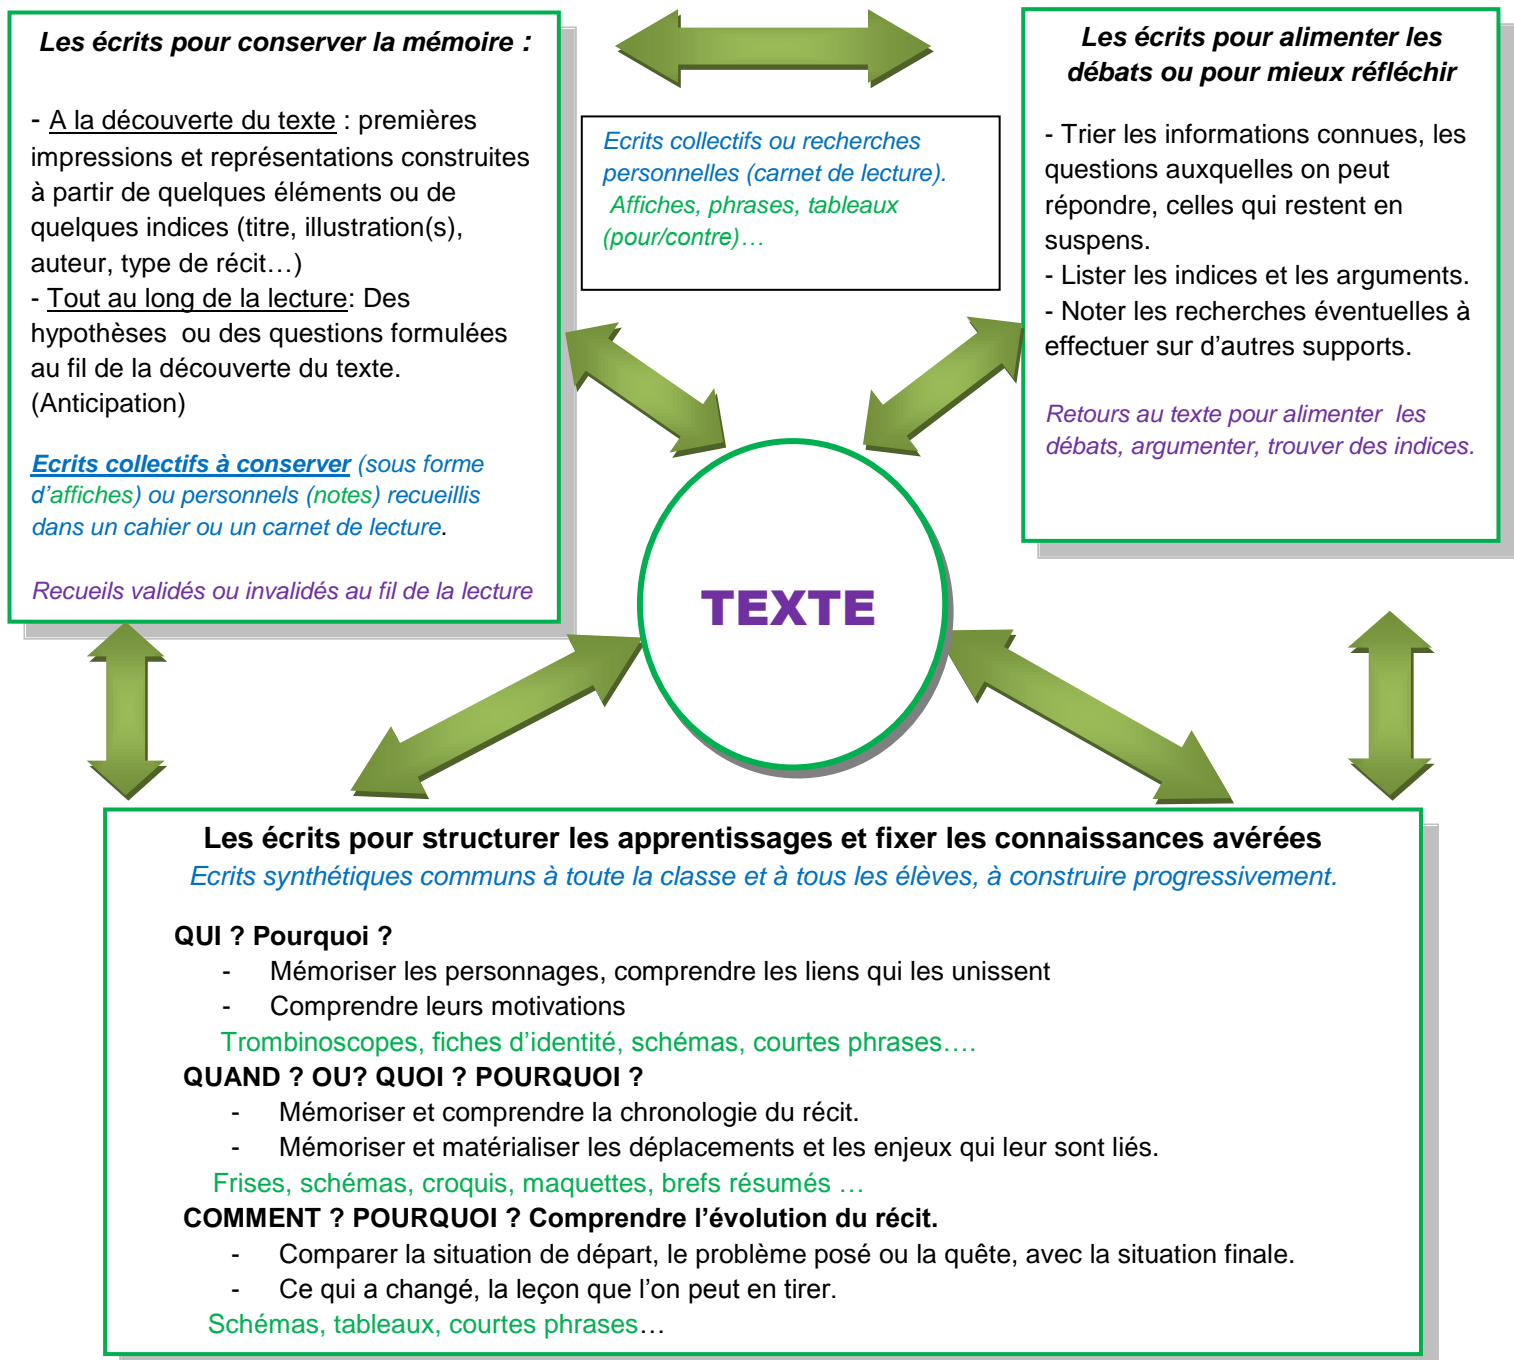 Les écrits pour conserver la mémoire :
- A la découverte du texte : premières
impressions et représentations construites
à partir de quelques éléments ou de
quelques indices (titre, illustration(s),
auteur, type de récit…)
- Tout au long de la lecture: Des
hypothèses ou des questions formulées
au fil de la découverte du texte.
(Anticipation)
Ecrits collectifs à conserver (sous forme
d’affiches) ou personnels (notes) recueillis
dans un cahier ou un carnet de lecture.
Recueils validés ou invalidés au fil de la lecture
Ecrits collectifs ou recherches
personnelles (carnet de lecture).
Affiches, phrases, tableaux
(pour/contre)…
Les écrits pour alimenter les
débats ou pour mieux réfléchir
- Trier les informations connues, les
questions auxquelles on peut
répondre, celles qui restent en
suspens.
- Lister les indices et les arguments.
- Noter les recherches éventuelles à
effectuer sur d’autres supports.
Retours au texte pour alimenter les
débats, argumenter, trouver des indices.
TEXTE
Les écrits pour structurer les apprentissages et fixer les connaissances avérées
Ecrits synthétiques communs à toute la classe et à tous les élèves, à construire progressivement.
QUI ? Pourquoi ?
- Mémoriser les personnages, comprendre les liens qui les unissent
- Comprendre leurs motivations
Trombinoscopes, fiches d’identité, schémas, courtes phrases….
QUAND ? OU? QUOI ? POURQUOI ?
- Mémoriser et comprendre la chronologie du récit.
- Mémoriser et matérialiser les déplacements et les enjeux qui leur sont liés.
Frises, schémas, croquis, maquettes, brefs résumés …
COMMENT ? POURQUOI ? Comprendre l’évolution du récit.
- Comparer la situation de départ, le problème posé ou la quête, avec la situation finale.
- Ce qui a changé, la leçon que l’on peut en tirer.
Schémas, tableaux, courtes phrases…